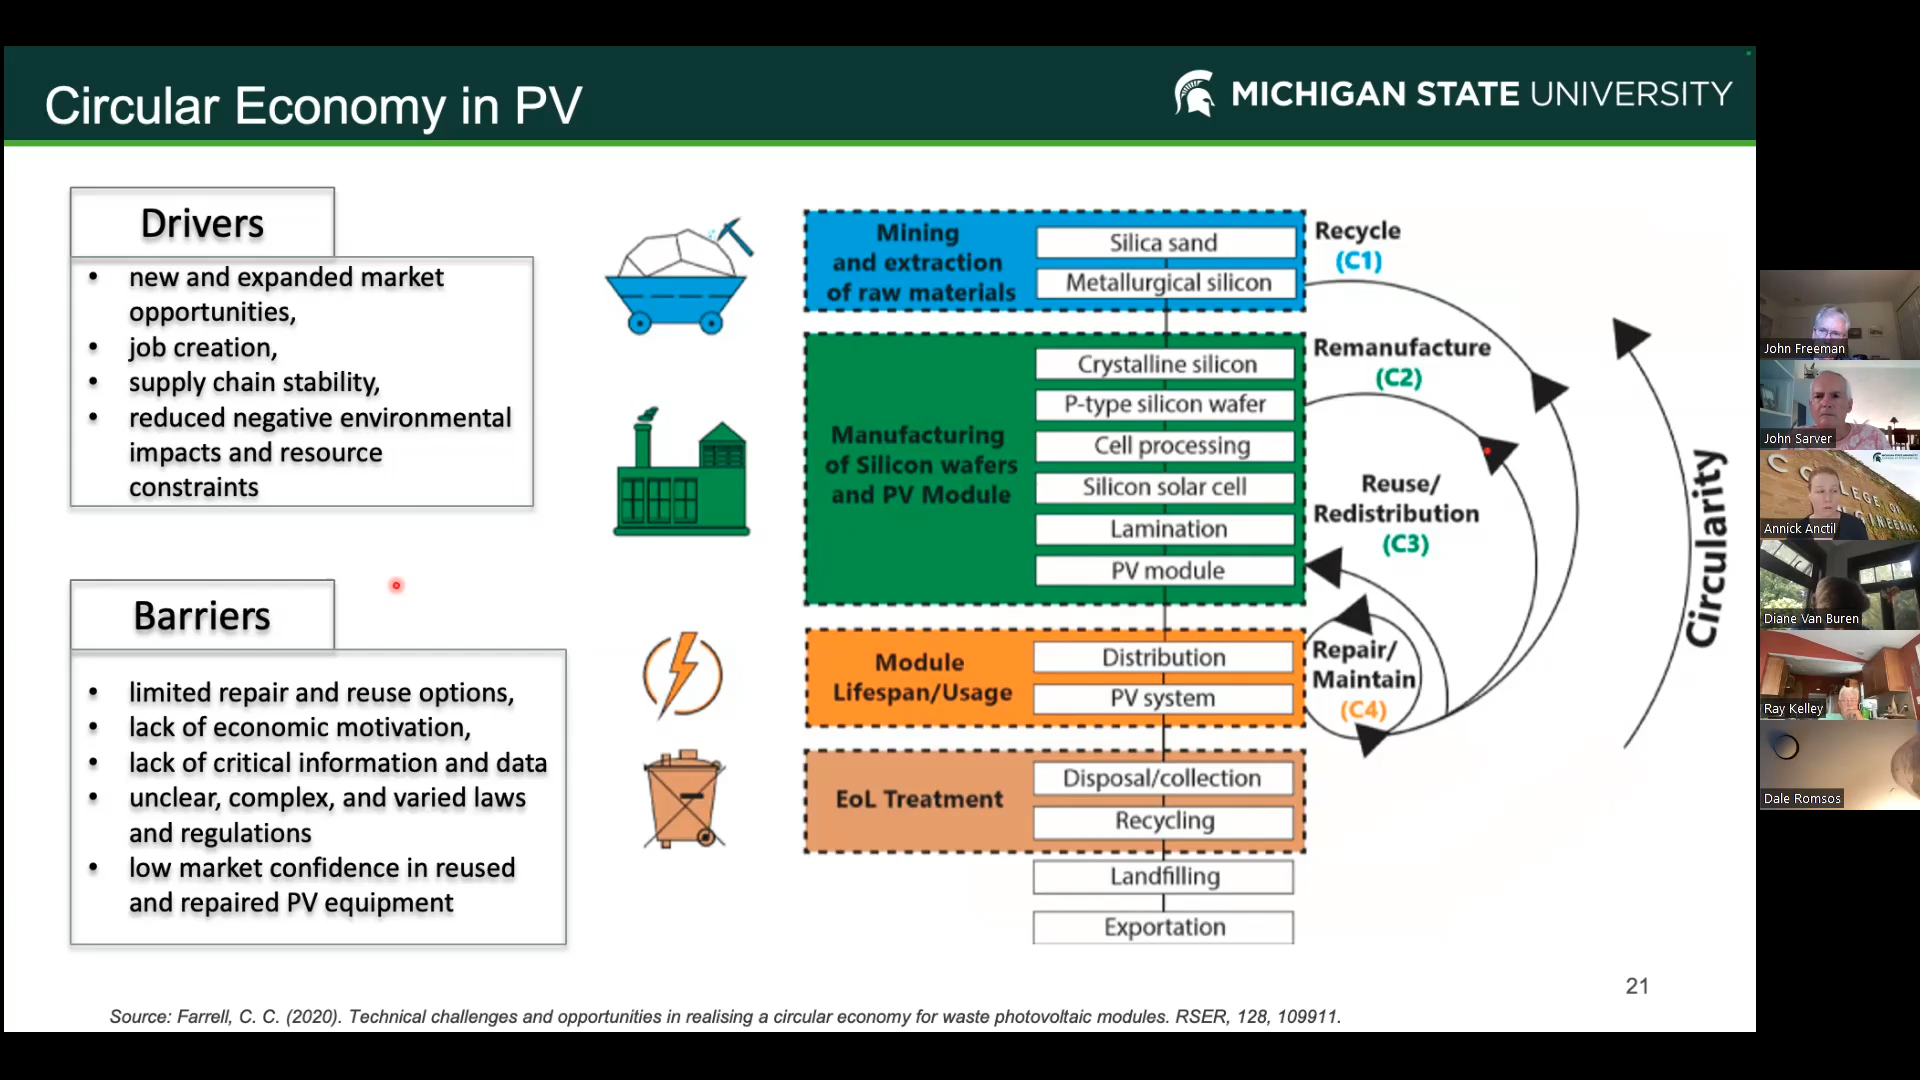 Circular Economy in PV
MICHIGAN STATE UNIVERSITY
Drivers
• new and expanded market
opportunities,
• job creation,
• supply chain stability,
• reduced negative environmental
impacts and resource
constraints
Barriers
• limited repair and reuse options,
• lack of economic motivation,
• lack of critical information and data
• unclear, complex, and varied laws
and regulations
• low market confidence in reused
and repaired PV equipment
Mining
and extraction
of raw materials
Silica sand
Metallurgical silicon
Manufacturing
of Silicon wafers
and PV Module
Crystalline silicon
P-type silicon wafer
Cell processing
Silicon solar cell
Lamination
PV module
Module
Lifespan/Usage
Distribution
PV system
EoL Treatment
Disposal/collection
Recycling
Landfilling
Exportation
Recycle
(C1)
Remanufacture
(C2)
Reuse/
Redistribution
(C3)
Repair/
Maintain
(C4)
Circularity
21
Source: Farrell, C. C. (2020). Technical challenges and opportunities in realising a circular economy for waste photovoltaic modules. RSER, 128, 109911.
John Freeman
John Sarver
Annick Anctil
Diane Van Buren
Ray Kelley
Dale Romsos